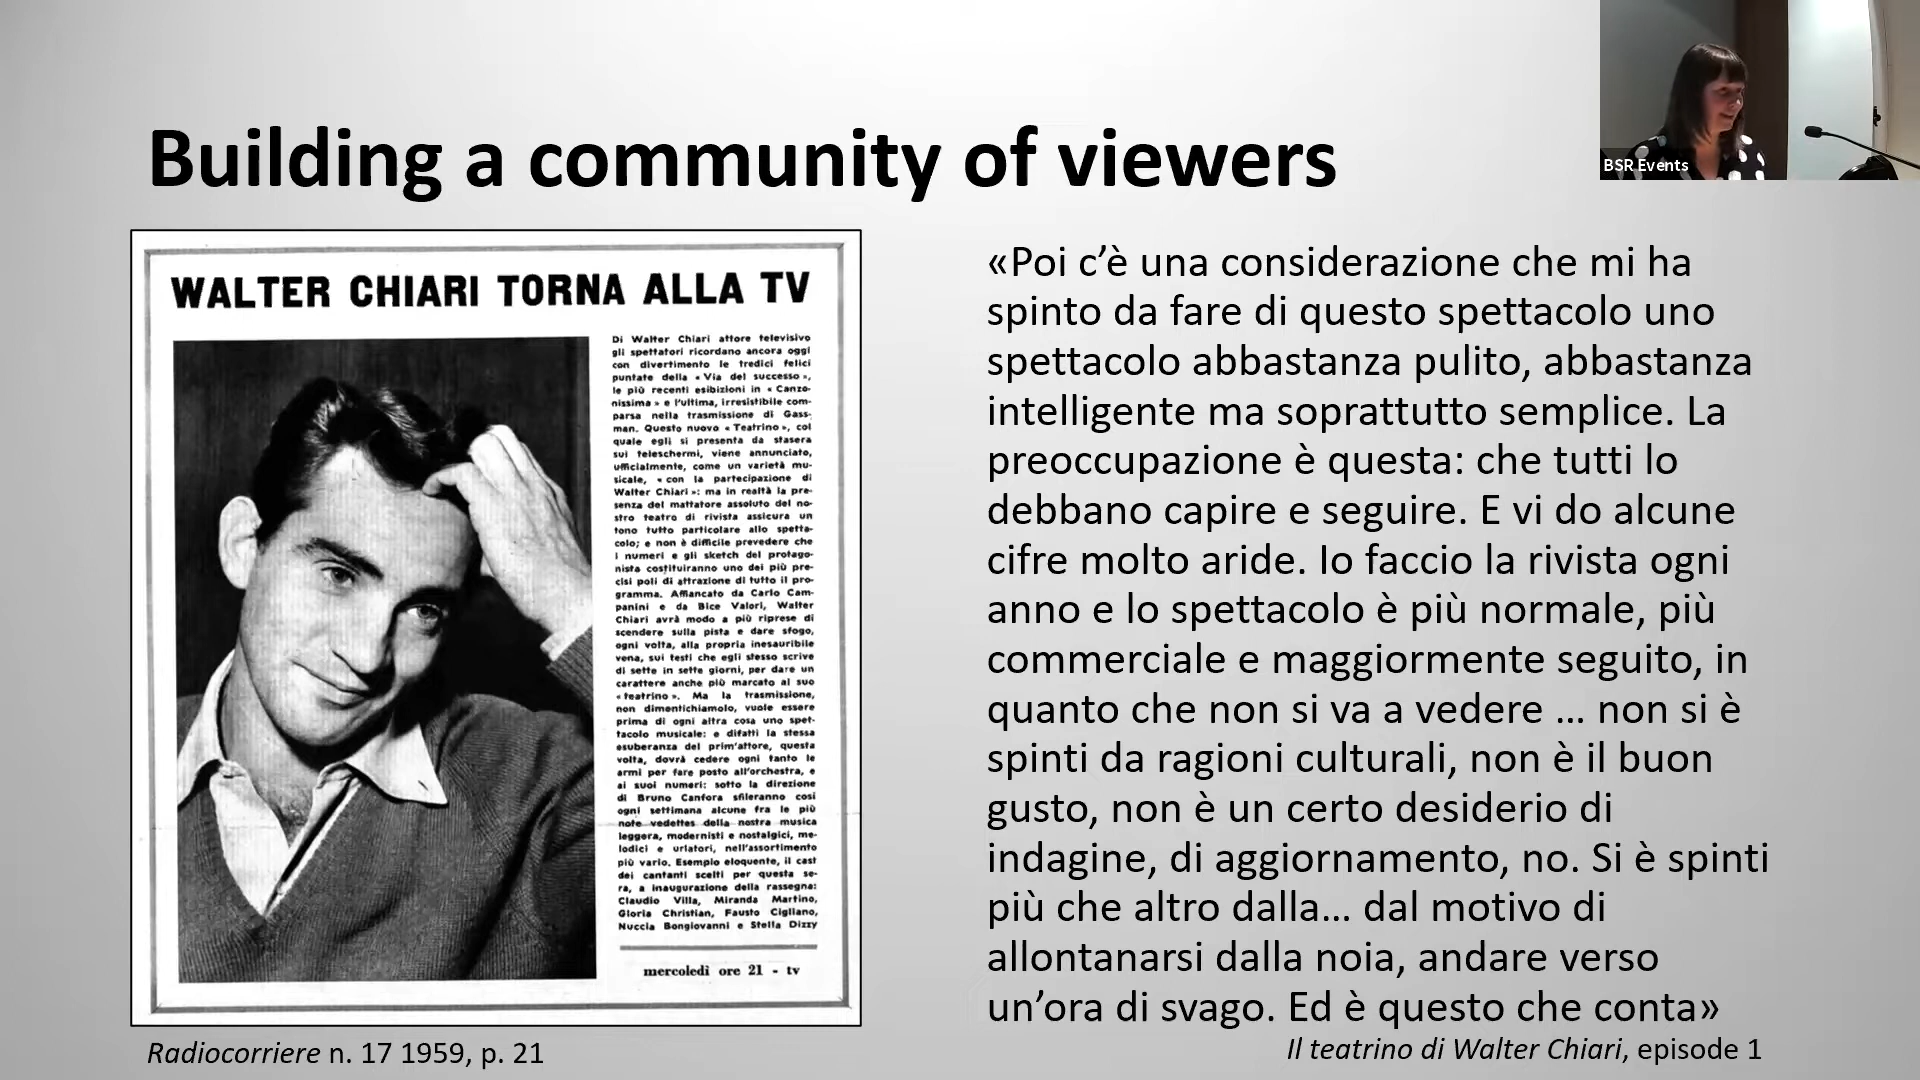 Building a community of viewers
BSR Events
WALTER CHIARI TORNA ALLA TV
Di Walter Chiari attore televisivo
gli spettatori ricordano ancora oggi
con divertimento le tredici felici
puntate della « Via del successo »,
le più recenti esibizioni in « Canzo-
nissima » e l'ultima, irresistibile com-
parsa nella trasmissione di Gass-
man. Questo nuovo « Teatrino », col
quale egli si presenta da stasera
sui teleschermi, viene annunciato,
ufficialmente, come un varietà mu-
sicale, « con la partecipazione di
Walter Chiari »: ma in realtà la pre-
senza del mattatore assoluto del no-
stro teatro di rivista assicura un
tono tutto particolare allo spetta-
colo; e non è difficile prevedere che
i numeri e gli sketch del protago-
nista costituiranno uno dei più pre-
cisi poli di attrazione di tutto il pro-
gramma. Affiancato da Carlo Cam-
panini e da Bice Valori, Walter
Chiari avrà modo a più riprese di
scendere sulla pista e dare sfogo,
ogni volta, alla propria inesauribile
vena, sui testi che egli stesso scrive
di sette in sette giorni, per dare un
carattere anche più marcato al suo
« teatrino ». Ma la trasmissione,
non dimentichiamolo, vuole essere
prima di ogni altra cosa uno spet-
tacolo musicale: e difatti la stessa
esuberanza del prim'attore, questa
volta, dovrà cedere ogni tanto le
armi per fare posto all'orchestra, e
ai suoi numeri: sotto la direzione
di Bruno Canfora sfileranno così
ogni settimana alcune fra le più
note vedettes della nostra musica
leggera, modernisti e nostalgici, me-
lodici e urlatori, nell'assortimento
più vario. Esempio eloquente, il cast
dei cantanti scelti per questa se-
ra, a inaugurazione della rassegna:
Claudio Villa, Miranda Martino,
Gloria Christian, Fausto Cigliano,
Nuccia Bongiovanni e Stella Dizzy
mercoledì ore 21 - tv
Radiocorriere n. 17 1959, p. 21
«Poi c’è una considerazione che mi ha
spinto da fare di questo spettacolo uno
spettacolo abbastanza pulito, abbastanza
intelligente ma soprattutto semplice. La
preoccupazione è questa: che tutti lo
debbano capire e seguire. E vi do alcune
cifre molto aride. Io faccio la rivista ogni
anno e lo spettacolo è più normale, più
commerciale e maggiormente seguito, in
quanto che non si va a vedere … non si è
spinti da ragioni culturali, non è il buon
gusto, non è un certo desiderio di
indagine, di aggiornamento, no. Si è spinti
più che altro dalla… dal motivo di
allontanarsi dalla noia, andare verso
un’ora di svago. Ed è questo che conta»
Il teatrino di Walter Chiari, episode 1